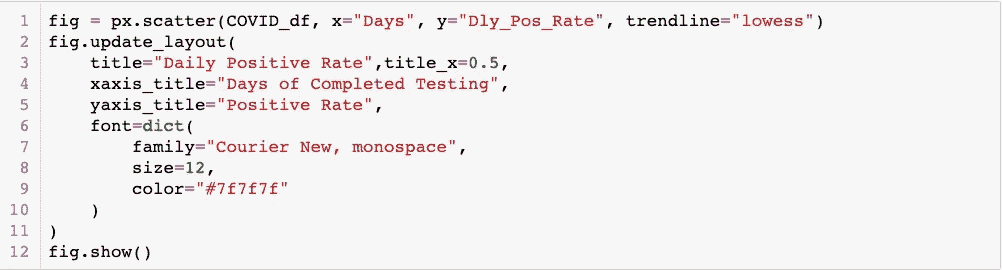 1 fig = px.scatter(COVID_df, x="Days", y="Dly_Pos_Rate", trendline="lowess")
2 fig.update_layout(
3     title="Daily Positive Rate",title_x=0.5,
4     xaxis_title="Days of Completed Testing",
5     yaxis_title="Positive Rate",
6     font=dict(
7         family="Courier New, monospace",
8         size=12,
9         color="#7f7f7f"
10     )
11 )
12 fig.show()